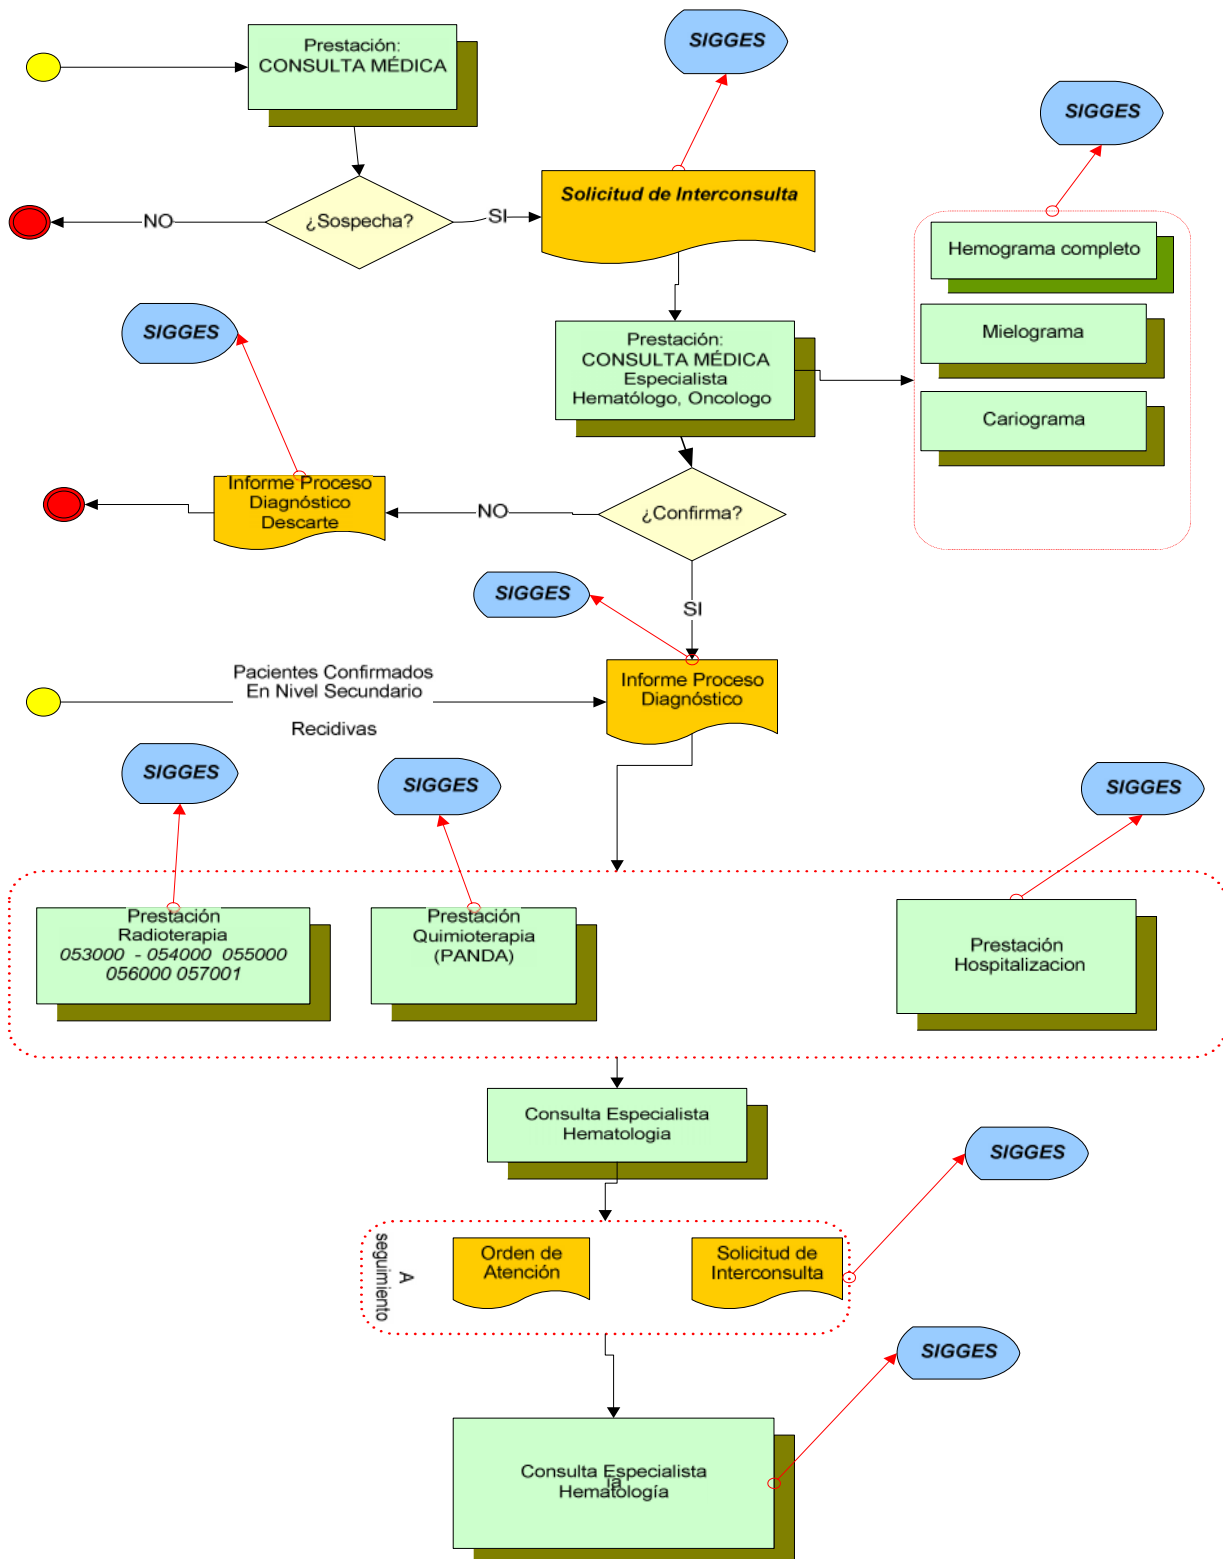 Prestación:
CONSULTA MÉDICA
SIGGES
SIGGES
¿Sospecha?
NO
SI
Solicitud de Interconsulta
Hemograma completo
Mielograma
Cariograma
SIGGES
Prestación:
CONSULTA MÉDICA
Especialista
Hematólogo, Oncologo
Informe Proceso
Diagnóstico
Descarte
NO
¿Confirma?
SIGGES
SI
Pacientes Confirmados
En Nivel Secundario
Recidivas
Informe Proceso
Diagnóstico
SIGGES
SIGGES
SIGGES
Prestación
Radioterapia
053000 - 054000 055000
056000 057001
Prestación
Quimioterapia
(PANDA)
Prestación
Hospitalizacion
Consulta Especialista
Hematologia
SIGGES
A
seguimiento
Orden de
Atención
Solicitud de
Interconsulta
SIGGES
Consulta Especialista
ia
Hematología